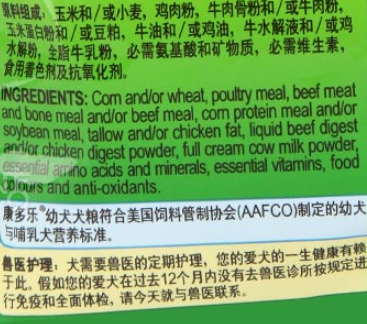 原料组成：玉米和/或小麦，鸡肉粉，牛肉骨粉和/或牛肉粉，
玉米蛋白粉和/或豆粕，牛油和/或鸡油，牛水解液和/或鸡
水解粉，全脂牛乳粉，必需氨基酸和矿物质，必需维生素，
食用着色剂及抗氧化剂。
INGREDIENTS: Corn and/or wheat, poultry meal, beef meat
and bone meal and/or beef meal, corn protein meal and/or
soybean meal, tallow and/or chicken fat, liquid beef digest
and/or chicken digest powder, full cream cow milk powder,
essential amino acids and minerals, essential vitamins, food
colours and anti-oxidants.
康多乐®幼犬犬粮符合美国饲料管制协会(AAFCO)制定的幼犬
与哺乳犬营养标准。
兽医护理：犬需要兽医的定期护理，您的爱犬的一生健康有赖
于此。假如您的爱犬在过去12个月内没有去兽医诊所按规定进
行免疫和全面体检，请今天就与兽医联系。